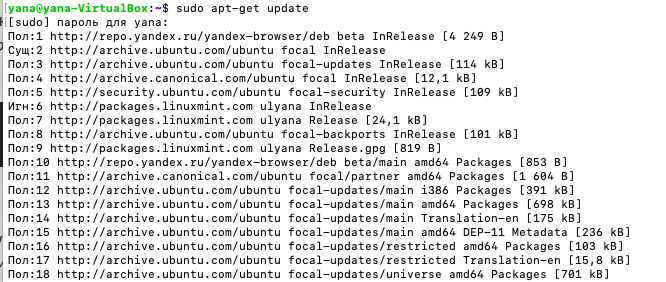 [yana@yana-VirtualBox:~$ sudo apt-get update
[[sudo] пароль для yana:
Пол:1 http://repo.yandex.ru/yandex-browser/deb beta InRelease [4 249 B]
Сущ:2 http://archive.ubuntu.com/ubuntu focal InRelease
Пол:3 http://archive.ubuntu.com/ubuntu focal-updates InRelease [114 kB]
Пол:4 http://archive.canonical.com/ubuntu focal InRelease [12,1 kB]
Пол:5 http://security.ubuntu.com/ubuntu focal-security InRelease [109 kB]
Игн:6 http://packages.linuxmint.com ulyana InRelease
Пол:7 http://packages.linuxmint.com ulyana Release [24,1 kB]
Пол:8 http://archive.ubuntu.com/ubuntu focal-backports InRelease [101 kB]
Пол:9 http://packages.linuxmint.com ulyana Release.gpg [819 B]
Пол:10 http://repo.yandex.ru/yandex-browser/deb beta/main amd64 Packages [853 B]
Пол:11 http://archive.canonical.com/ubuntu focal/partner amd64 Packages [1 604 B]
Пол:12 http://archive.ubuntu.com/ubuntu focal-updates/main i386 Packages [391 kB]
Пол:13 http://archive.ubuntu.com/ubuntu focal-updates/main amd64 Packages [698 kB]
Пол:14 http://archive.ubuntu.com/ubuntu focal-updates/main Translation-en [175 kB]
Пол:15 http://archive.ubuntu.com/ubuntu focal-updates/main amd64 DEP-11 Metadata [236 kB]
Пол:16 http://archive.ubuntu.com/ubuntu focal-updates/restricted amd64 Packages [103 kB]
Пол:17 http://archive.ubuntu.com/ubuntu focal-updates/restricted Translation-en [15,8 kB]
Пол:18 http://archive.ubuntu.com/ubuntu focal-updates/universe amd64 Packages [701 kB]